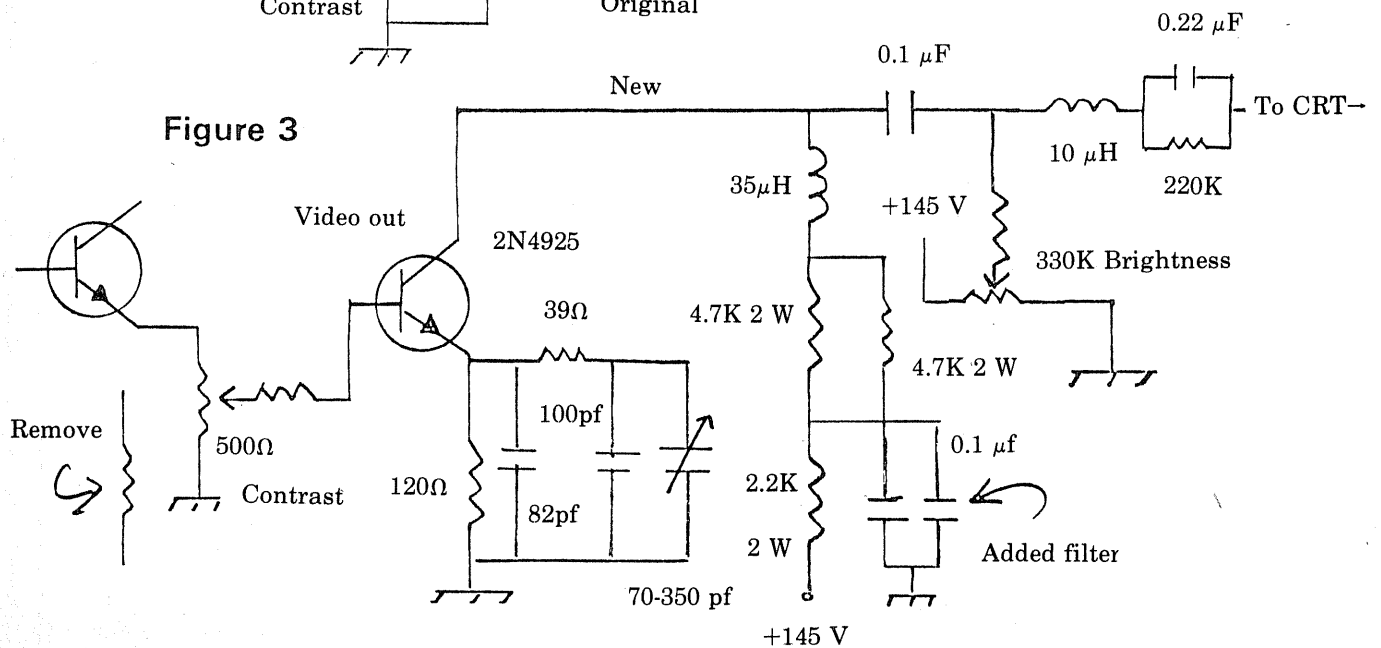 Contrast
Original
0.22 μF
0.1 μF
New
To CRT→
Figure 3
10 μH
35μH
220K
+145 V
Video out
2N4925
330K Brightness
39Ω
4.7K 2 W
4.7K 2 W
100pf
Remove
500Ω
0.1 μf
Contrast
120Ω
2.2K
82pf
2 W
Added filter
70-350 pf
+145 V